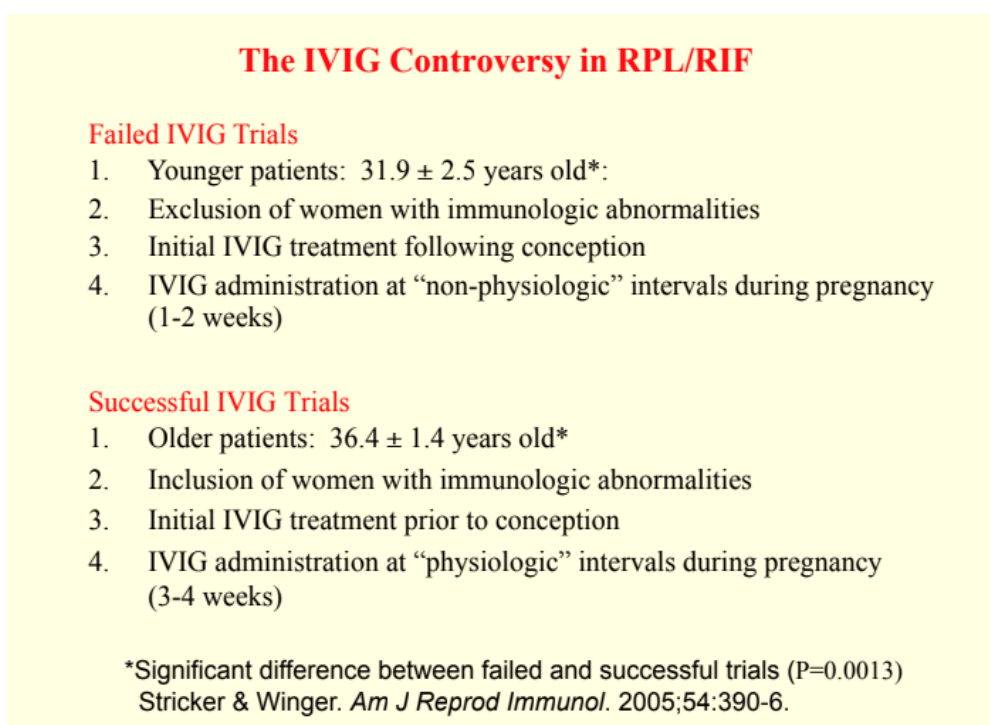 The IVIG Controversy in RPL/RIF
Failed IVIG Trials
1. Younger patients: 31.9 ± 2.5 years old*:
2. Exclusion of women with immunologic abnormalities
3. Initial IVIG treatment following conception
4. IVIG administration at “non-physiologic” intervals during pregnancy
(1-2 weeks)
Successful IVIG Trials
1. Older patients: 36.4 ± 1.4 years old*
2. Inclusion of women with immunologic abnormalities
3. Initial IVIG treatment prior to conception
4. IVIG administration at “physiologic” intervals during pregnancy
(3-4 weeks)
*Significant difference between failed and successful trials (P=0.0013)
Stricker & Winger. Am J Reprod Immunol. 2005;54:390-6.